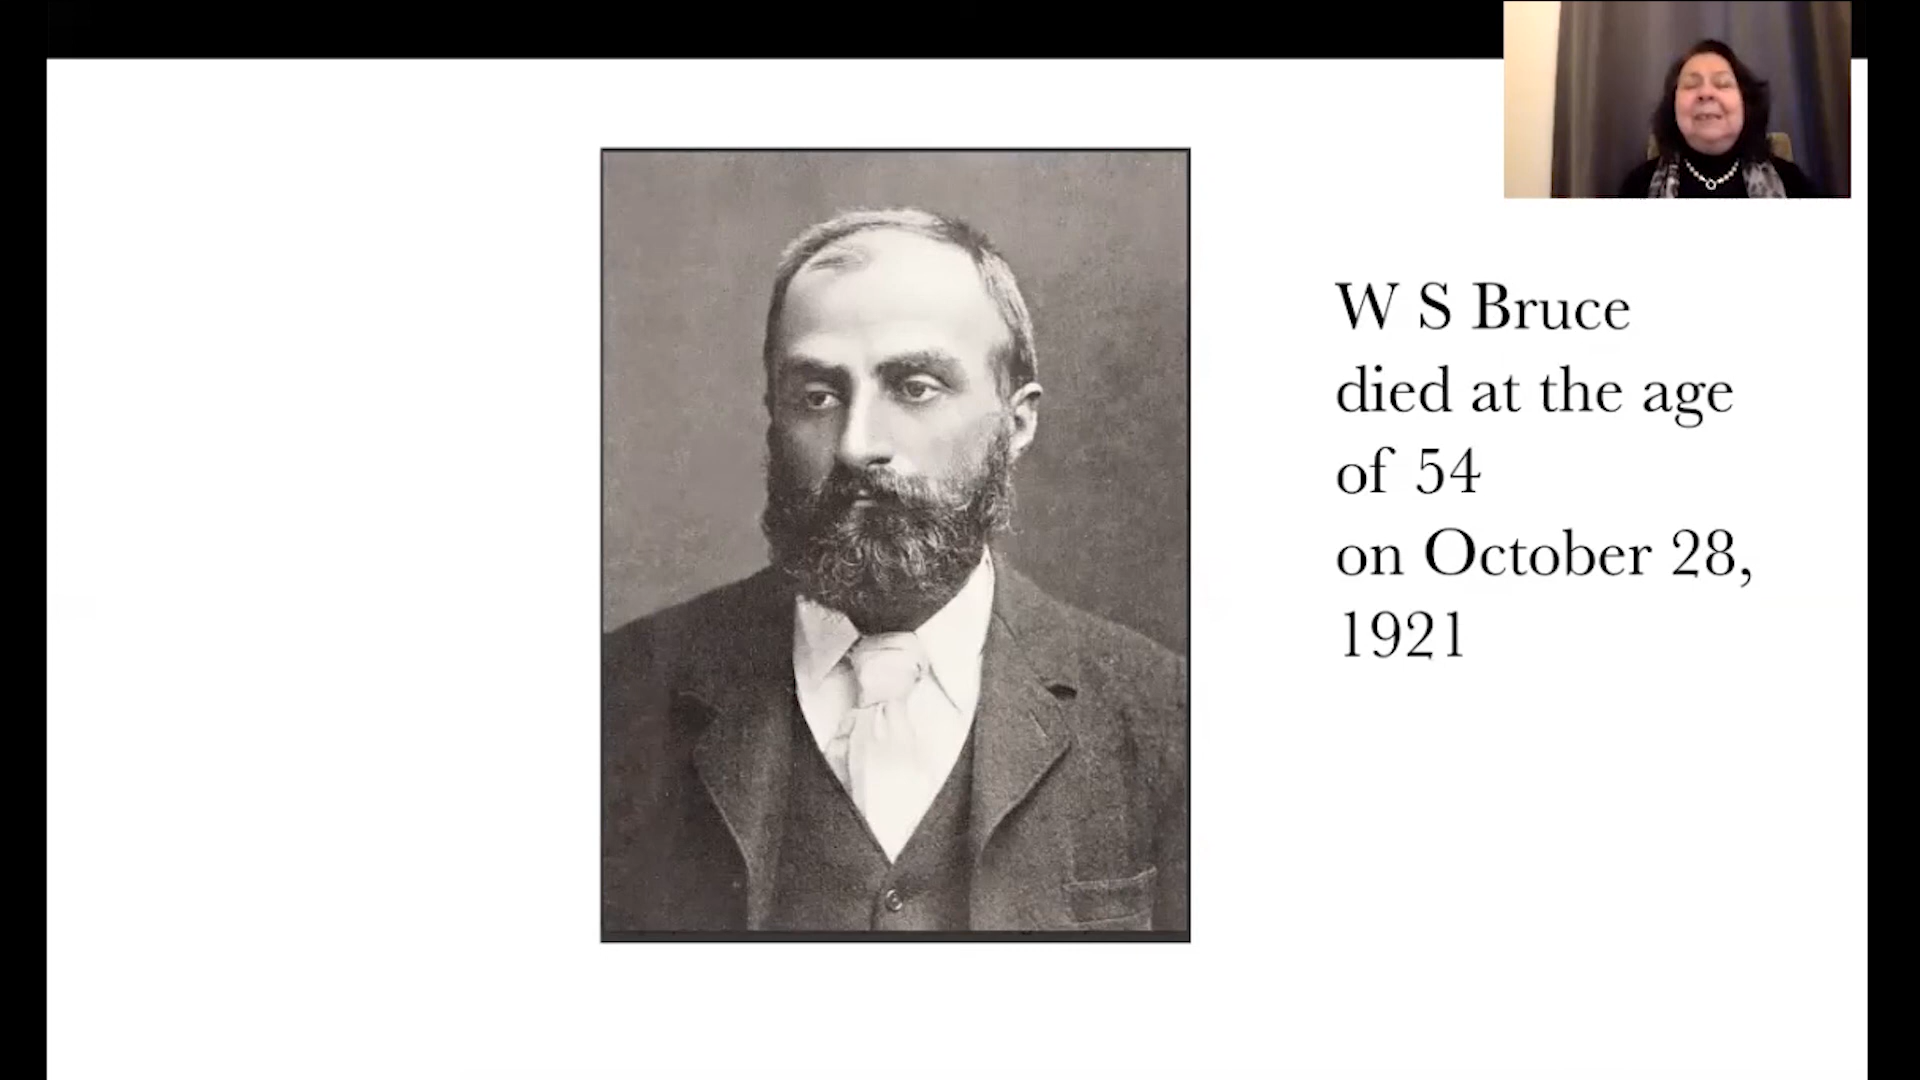 W S Bruce
died at the age
of 54
on October 28,
1921